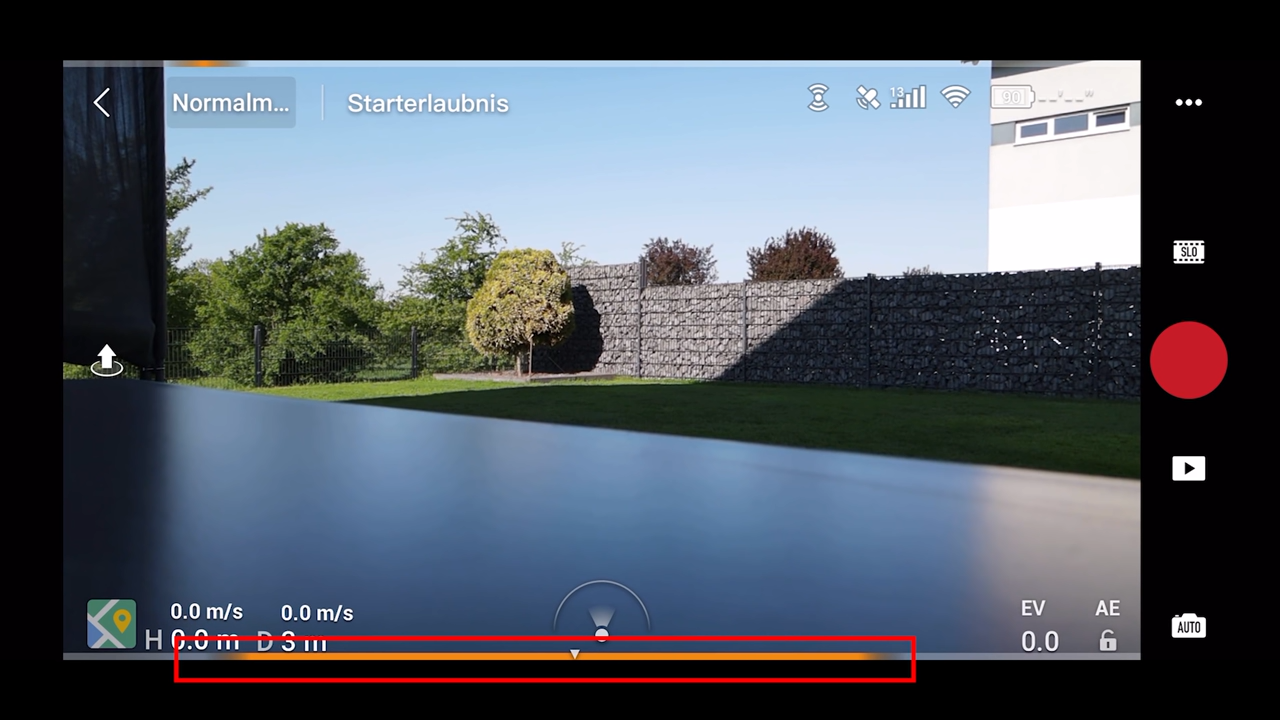 Normalm...
Starterlaubnis
13
90
SLO
0.0 m/s 0.0 m/s
H 0.0 m D 3 m
EV AE
0.0
AUTO